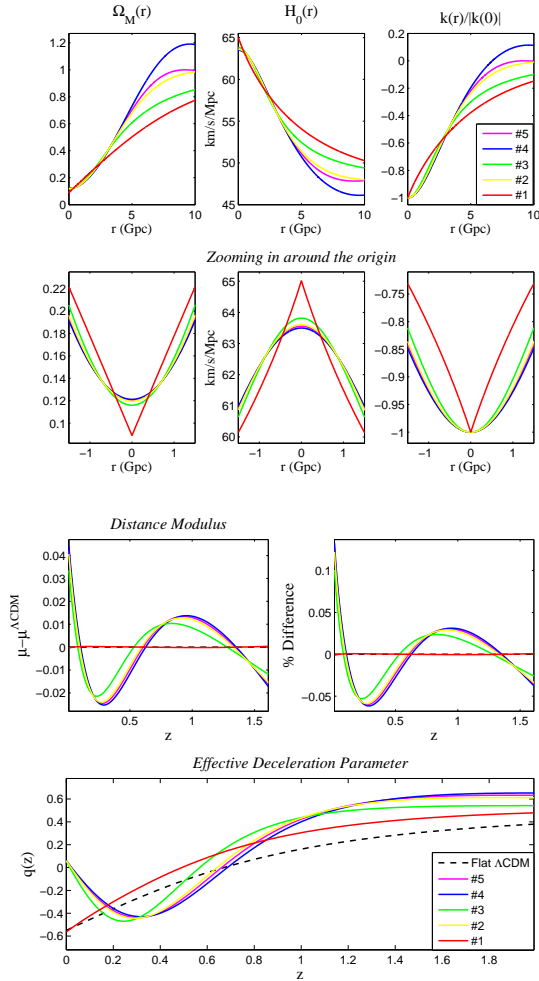 Ω_M(r) H_0(r) k(r)/|k(0)|
1.2 65 0.2
1 60 0
0.8 55 −0.2
0.6 50 −0.4
0.4 45 −0.6
0.2 −0.8
0 −1
km/s/Mpc
#5
#4
#3
#2
#1
0 5 10 0 5 10 0 5 10
r (Gpc) r (Gpc) r (Gpc)
Zooming in around the origin
0.22 65 −0.75
0.2 64 −0.8
0.18 63 −0.85
0.16 62 −0.9
0.14 61 −0.95
0.12 60 −1
0.1
km/s/Mpc
−1 0 1 −1 0 1 −1 0 1
r (Gpc) r (Gpc) r (Gpc)
Distance Modulus
0.04 0.1
0.03 0.05
0.02 0
0.01 −0.05
0
−0.01
−0.02
μ−μ^ΛCDM % Difference
0.5 1 1.5 0.5 1 1.5
z z
Effective Deceleration Parameter
0.6
0.4
0.2
−0.0
−0.2
−0.4
−0.6
q(z)
Flat ΛCDM
#5
#4
#3
#2
#1
0 0.2 0.4 0.6 0.8 1 1.2 1.4 1.6 1.8
z